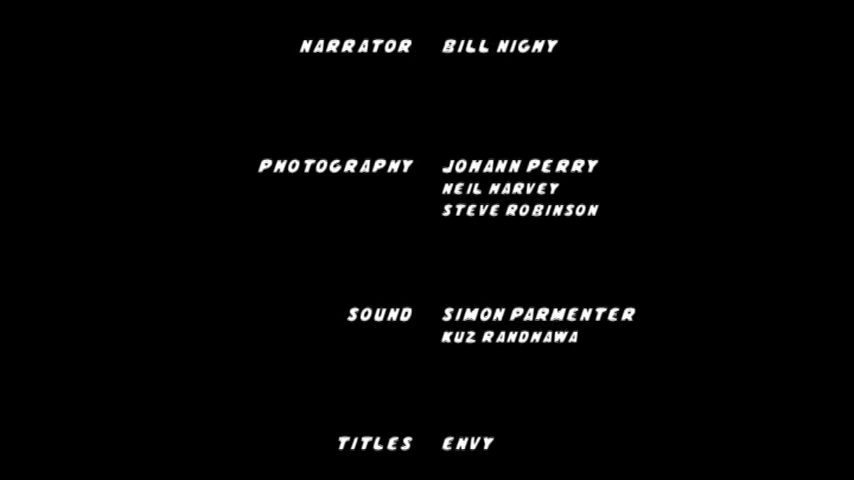 NARRATOR BILL NIGHY
PHOTOGRAPHY JOHANN PERRY
NEIL HARVEY
STEVE ROBINSON
SOUND SIMON PARMENTER
KUZ RANDHAWA
TITLES ENVY